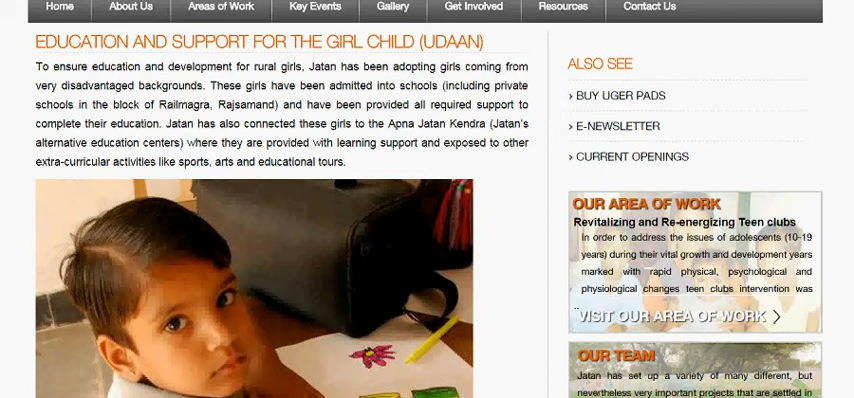 Home About Us Areas of Work Key Events Gallery Get Involved Resources Contact Us
EDUCATION AND SUPPORT FOR THE GIRL CHILD (UDAAN)
To ensure education and development for rural girls, Jatan has been adopting girls coming from
very disadvantaged backgrounds. These girls have been admitted into schools (including private
schools in the block of Railmagra, Rajsamand) and have been provided all required support to
complete their education. Jatan has also connected these girls to the Apna Jatan Kendra (Jatan's
alternative education centers) where they are provided with learning support and exposed to other
extra-curricular activities like sports, arts and educational tours.
ALSO SEE
› BUY UGER PADS
› E-NEWSLETTER
› CURRENT OPENINGS
OUR AREA OF WORK
Revitalizing and Re-energizing Teen clubs
In order to address the issues of adolescents (10-19
years) during their vital growth and development years
marked with rapid physical, psychological and
physiological changes teen clubs intervention was
..
VISIT OUR AREA OF WORK
OUR TEAM
Jatan has set up a variety of many different, but
nevertheless very important projects that are settled in